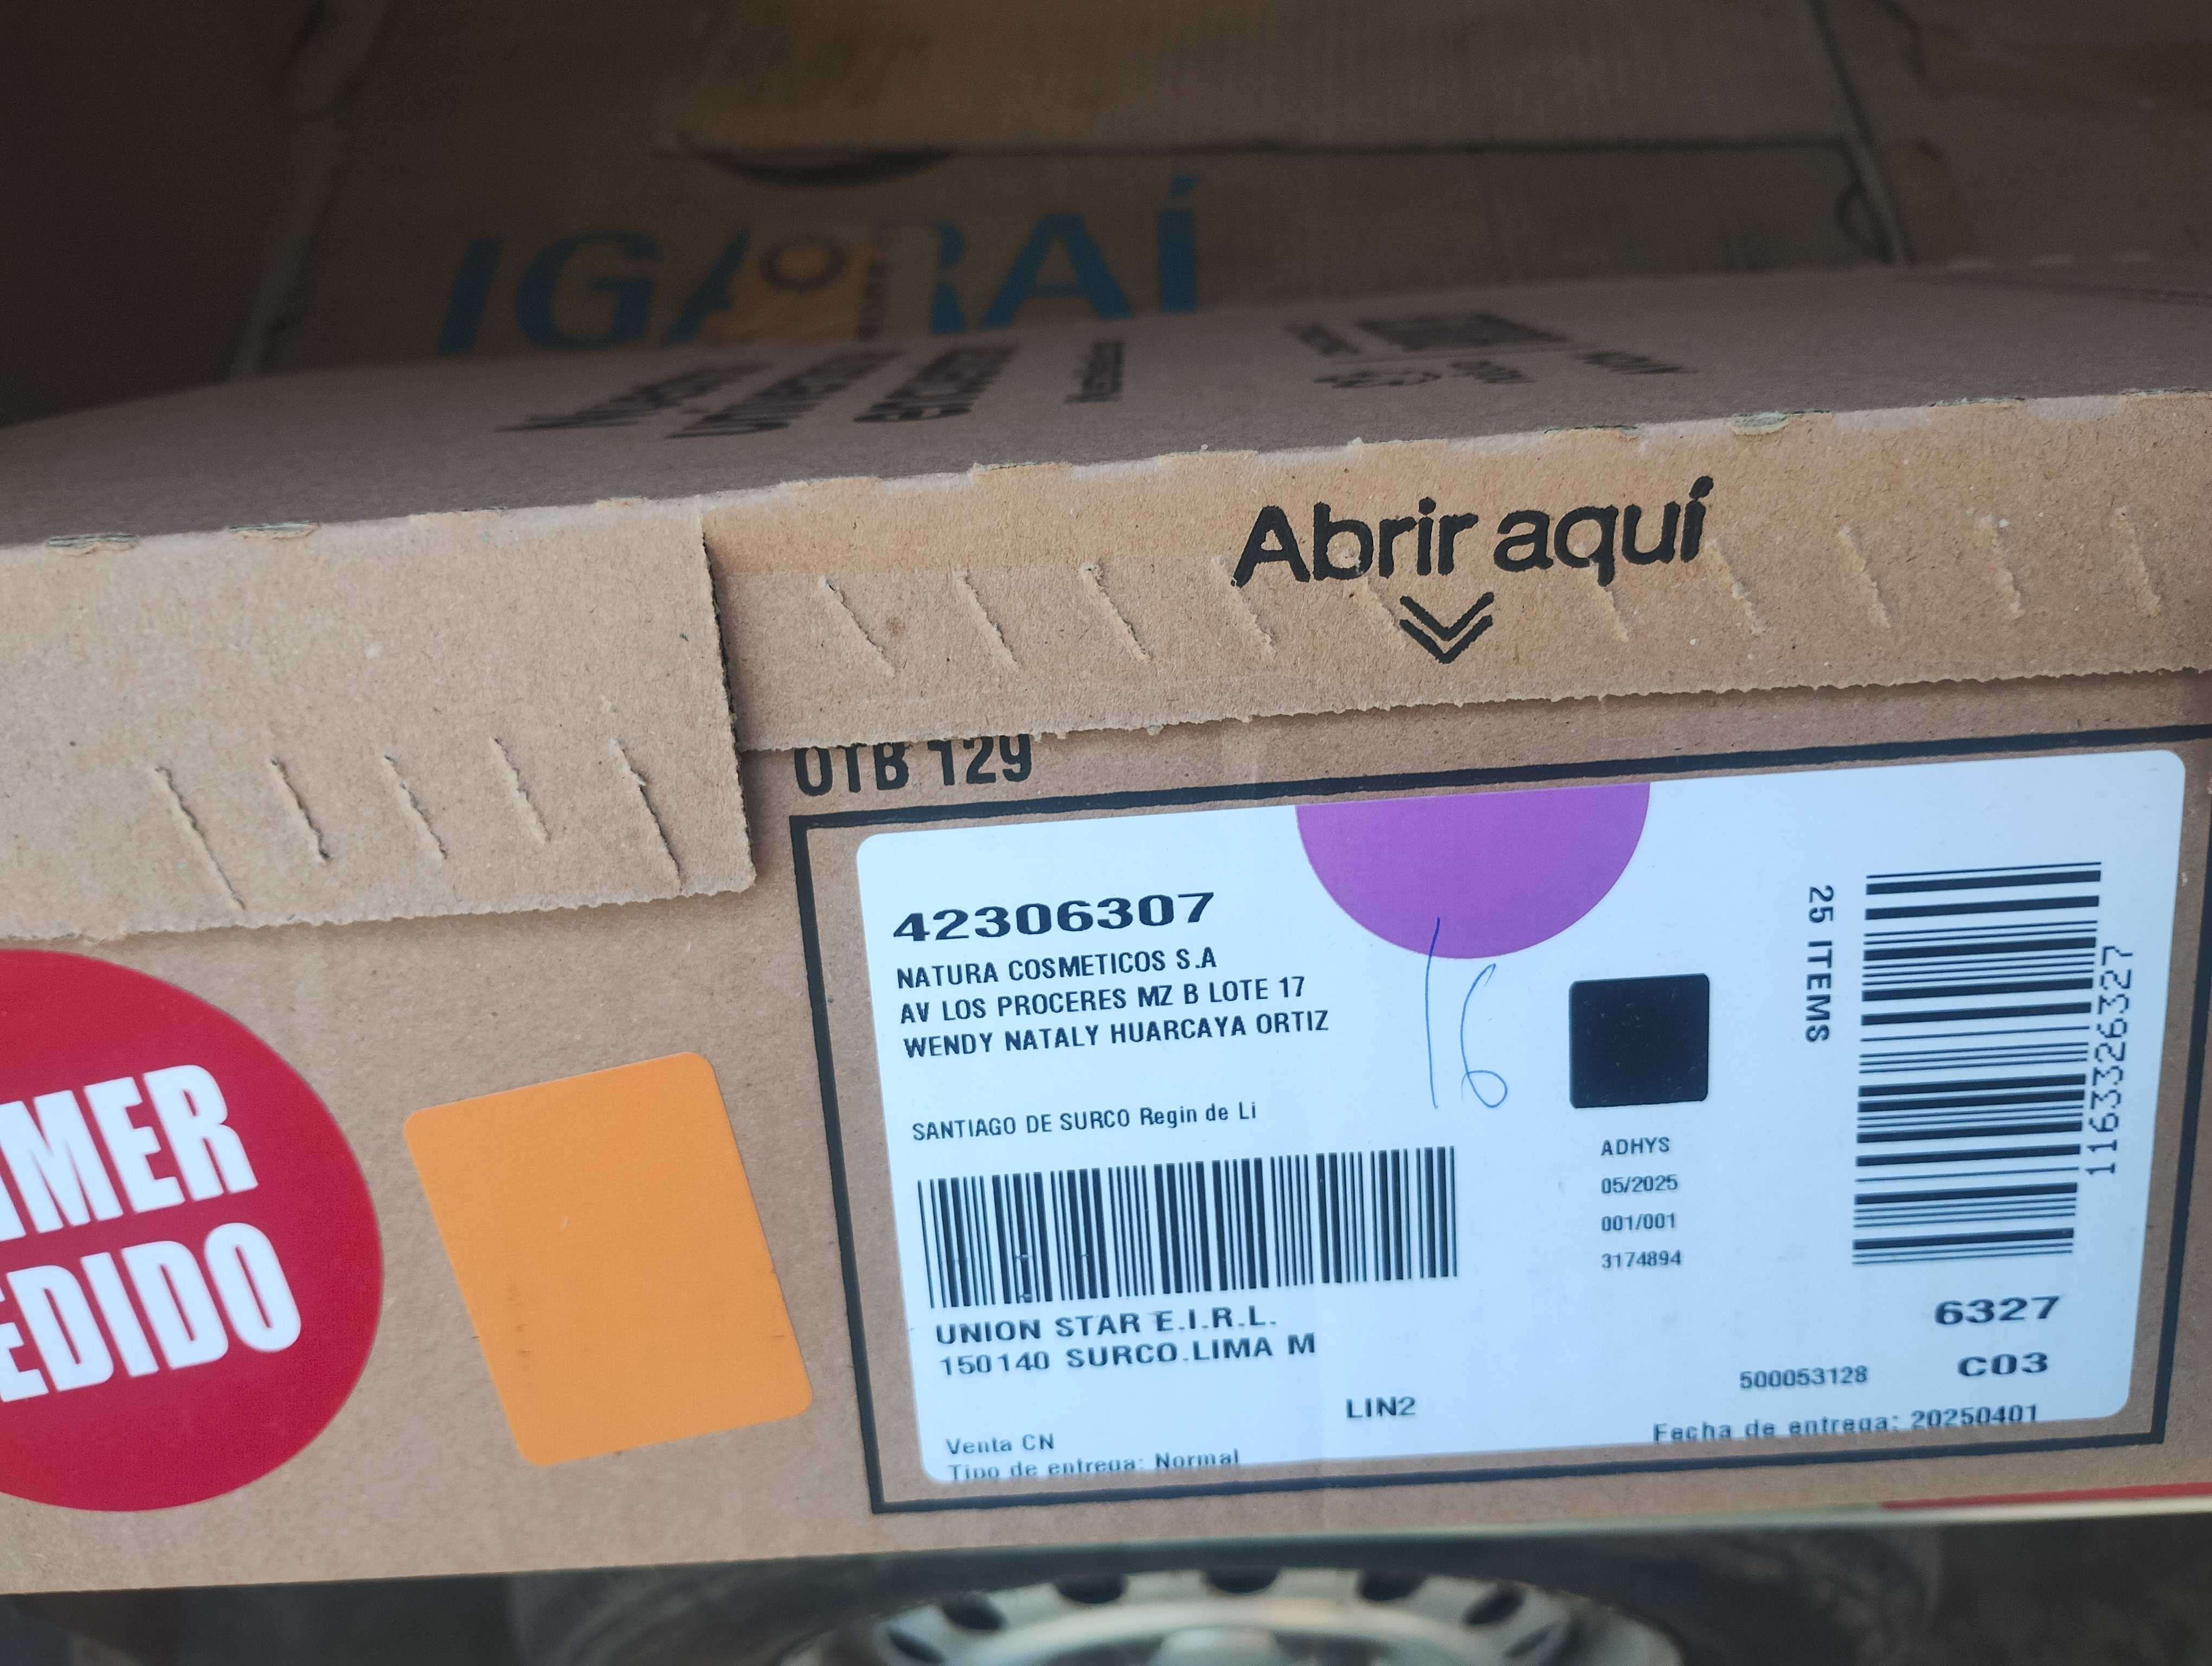 IGARAÍ
Abrir aquí
OTB 129
42306307
NATURA COSMETICOS S.A
AV LOS PROCERES MZ B LOTE 17
WENDY NATALY HUARCAYA ORTIZ
16
SANTIAGO DE SURCO Regin de Li
25 ITEMS
1163326327
ADHYS
05/2025
001/001
3174894
UNION STAR E.I.R.L.
150140 SURCO.LIMA M
LIN2
6327
500053128
C03
Venta CN
Tipo de entrega: Normal
Fecha de entrega: 20250401
IMER
EDIDO